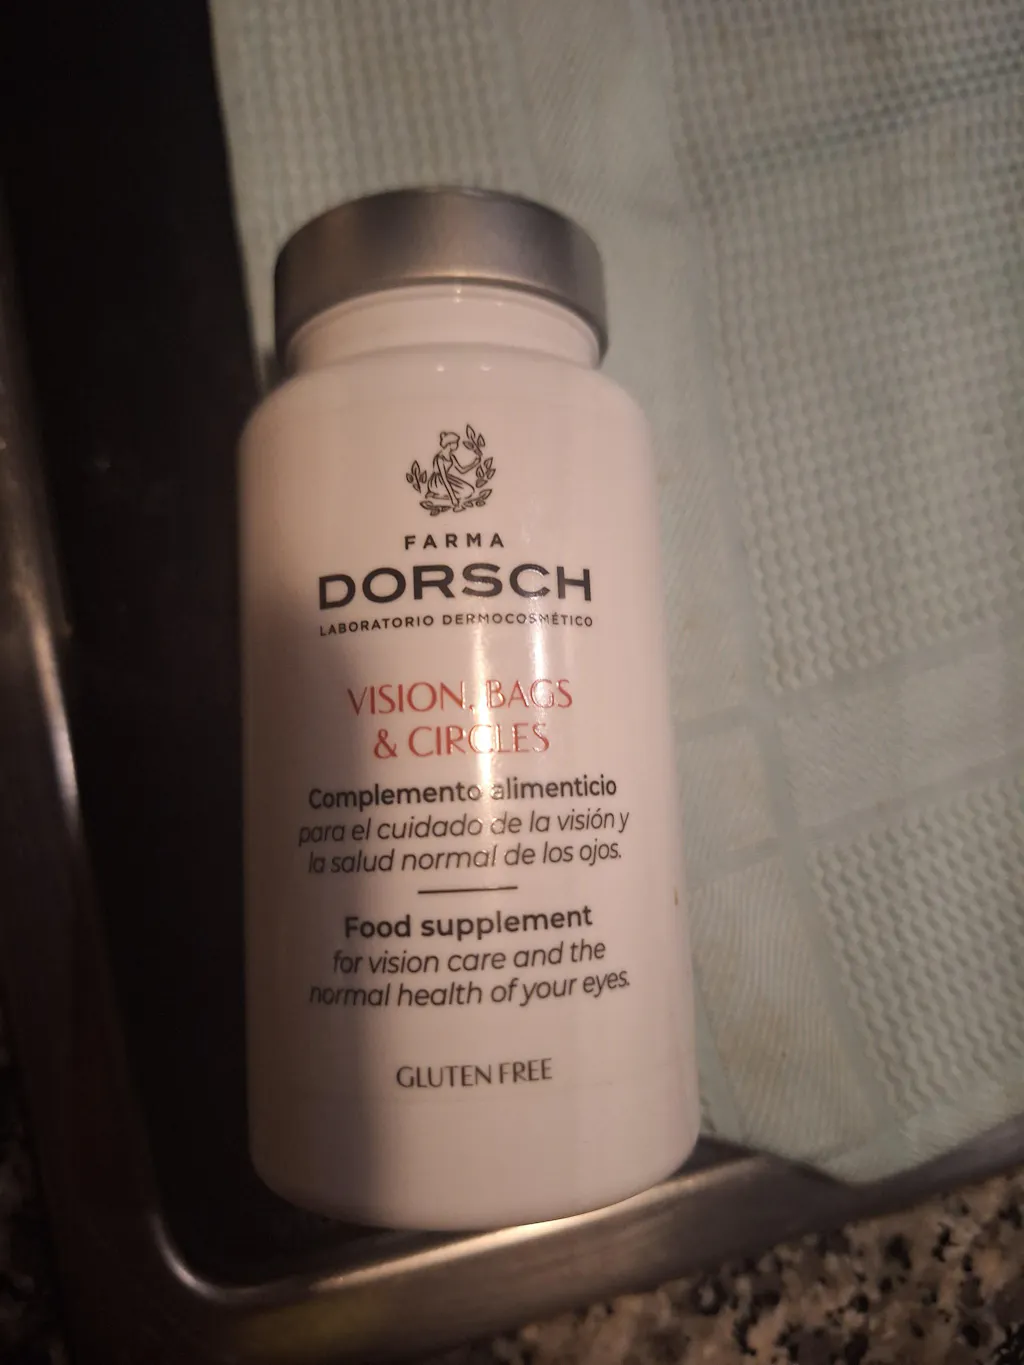 FARMA
DORSCH
LABORATORIO DERMOCOSMÉTICO
VISION, BAGS
& CIRCLES
Complemento alimenticio
para el cuidado de la visión y
la salud normal de los ojos.
Food supplement
for vision care and the
normal health of your eyes.
GLUTEN FREE